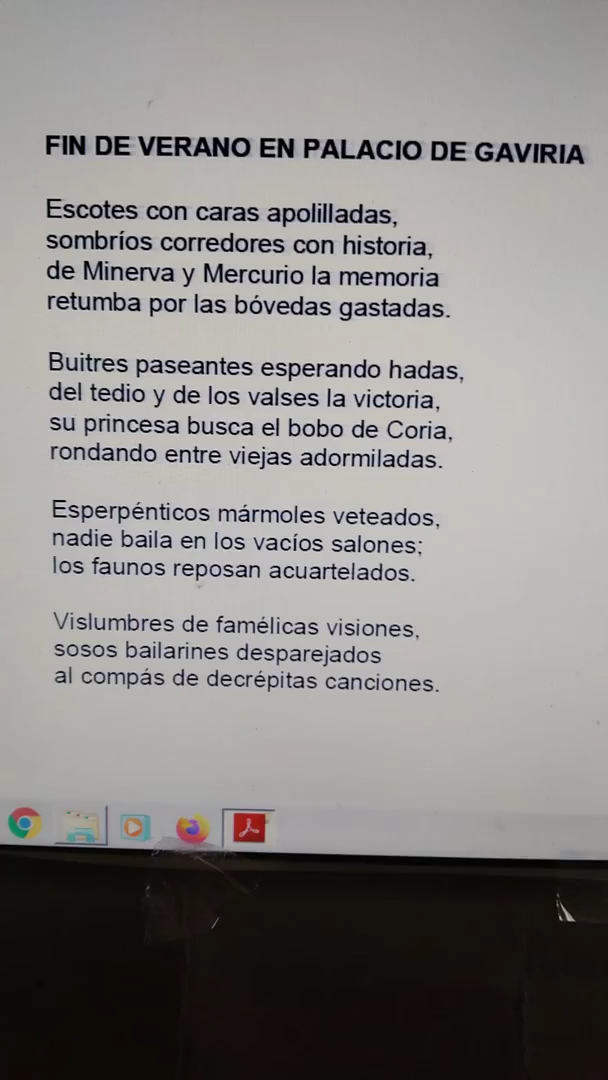 FIN DE VERANO EN PALACIO DE GAVIRIA
Escotes con caras apolilladas,
sombríos corredores con historia,
de Minerva y Mercurio la memoria
retumba por las bóvedas gastadas.
Buitres paseantes esperando hadas,
del tedio y de los valses la victoria,
su princesa busca el bobo de Coria,
rondando entre viejas adormiladas.
Esperpénticos mármoles veteados,
nadie baila en los vacíos salones;
los faunos reposan acuartelados.
Vislumbres de famélicas visiones,
sosos bailarines desparejados
al compás de decrépitas canciones.